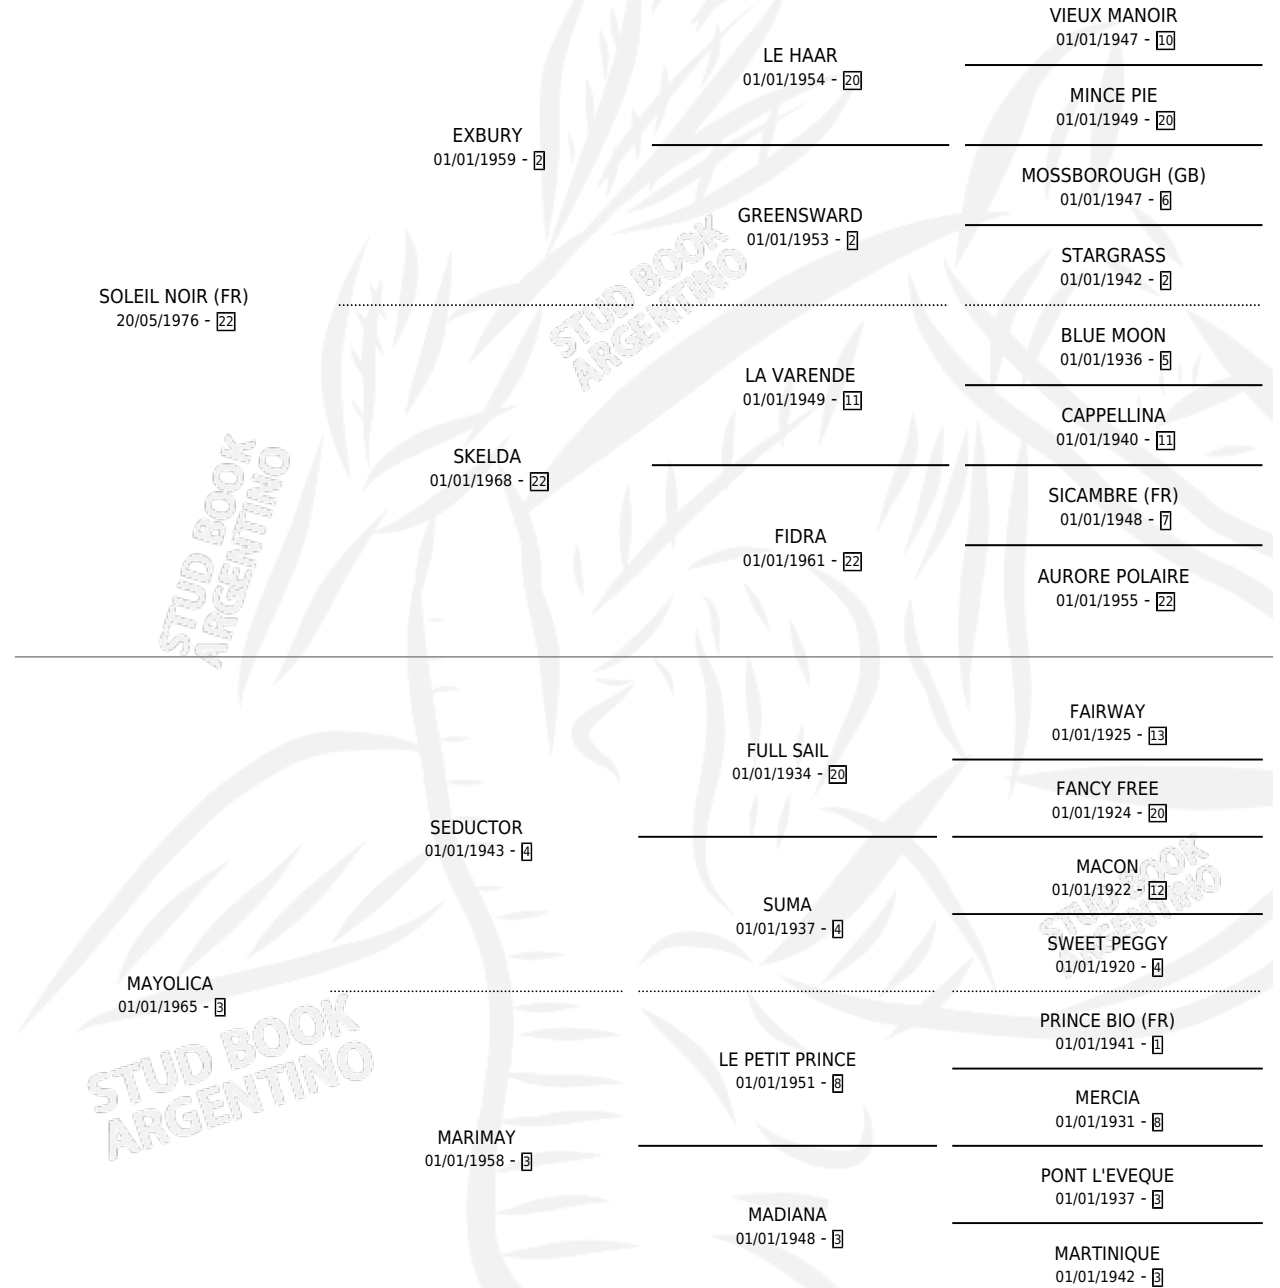 VIEUX MANOIR
01/01/1947 - 10
LE HAAR
01/01/1954 - 20
MINCE PIE
01/01/1949 - 20
EXBURY
01/01/1959 - 2
MOSSBOROUGH (GB)
01/01/1947 - 6
GREENSWARD
01/01/1953 - 2
STARGRASS
01/01/1942 - 2
SOLEIL NOIR (FR)
20/05/1976 - 22
BLUE MOON
01/01/1936 - 5
LA VARENDE
01/01/1949 - 11
CAPPELLINA
01/01/1940 - 11
SKELDA
01/01/1968 - 22
SICAMBRE (FR)
01/01/1948 - 7
FIDRA
01/01/1961 - 22
AURORE POLAIRE
01/01/1955 - 22
STUD BOOK
ARGENTINO
STUD BOOK
ARGENTINO
FAIRWAY
01/01/1925 - 13
FULL SAIL
01/01/1934 - 20
FANCY FREE
01/01/1924 - 20
SEDUCTOR
01/01/1943 - 4
MACON
01/01/1922 - 12
SUMA
01/01/1937 - 4
SWEET PEGGY
01/01/1920 - 4
MAYOLICA
01/01/1965 - 3
PRINCE BIO (FR)
01/01/1941 - 1
LE PETIT PRINCE
01/01/1951 - 8
MERCIA
01/01/1931 - 8
MARIMAY
01/01/1958 - 3
PONT L'EVEQUE
01/01/1937 - 3
MADIANA
01/01/1948 - 3
MARTINIQUE
01/01/1942 - 3
STUD BOOK
ARGENTINO
STUD BOOK
ARGENTINO